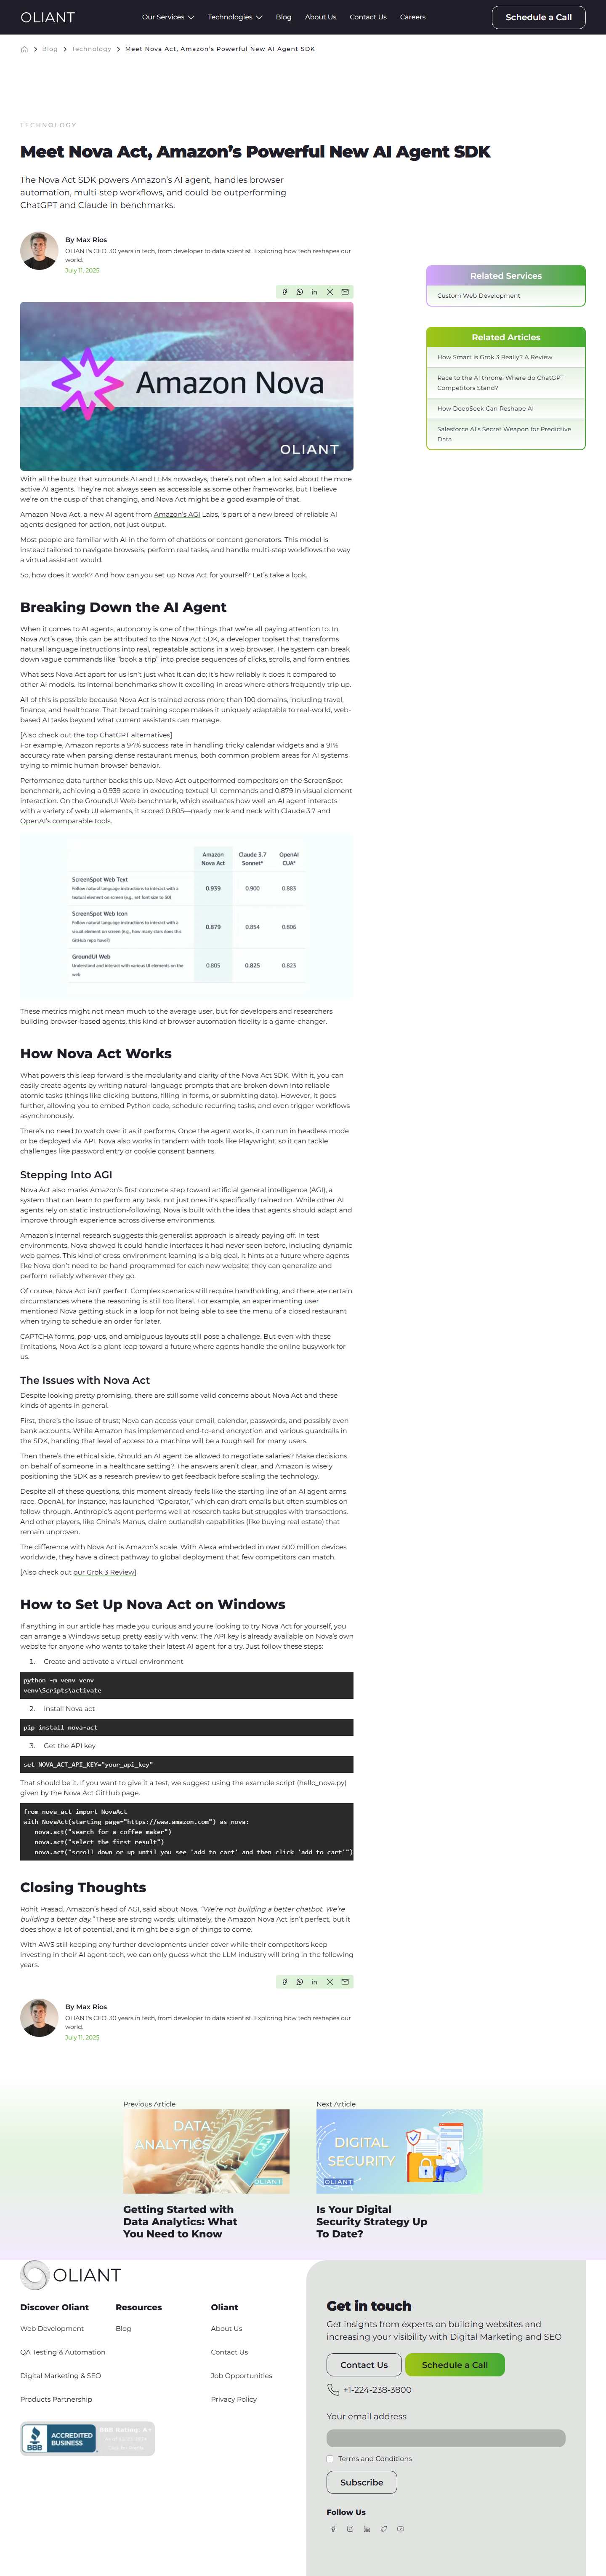 OLIANT
Our Services
Technologies
Blog
About Us
Contact Us
Careers
Schedule a Call
Blog
Technology
Meet Nova Act, Amazon's Powerful New AI Agent SDK
TECHNOLOGY
Meet Nova Act, Amazon's Powerful New AI Agent SDK
The Nova Act SDK powers Amazon's AI agent, handles browser
automation, multi-step workflows, and could be outperforming
ChatGPT and Claude in benchmarks.
By Max Rios
OLIANT's CEO. 30 years in tech, from developer to data scientist. Exploring how tech reshapes our
world.
July 11, 2025
Related Services
Custom Web Development
Related Articles
How Smart is Grok 3 Really? A Review
Race to the AI throne: Where do ChatGPT
Competitors Stand?
How DeepSeek Can Reshape AI
Salesforce AI's Secret Weapon for Predictive
Data
Amazon Nova
OLIANT
With all the buzz that surrounds AI and LLMs nowadays, there's not often a lot said about the more
active AI agents. They're not always seen as accessible as some other frameworks, but I believe
we're on the cusp of that changing, and Nova Act might be a good example of that.
Amazon Nova Act, a new AI agent from Amazon's AGI Labs, is part of a new breed of reliable AI
agents designed for action, not just output.
Most people are familiar with AI in the form of chatbots or content generators. This model is
instead tailored to navigate browsers, perform real tasks, and handle multi-step workflows the way
a virtual assistant would.
So, how does it work? And how can you set up Nova Act for yourself? Let's take a look.
Breaking Down the AI Agent
When it comes to AI agents, autonomy is one of the things that we're all paying attention to. In
Nova Act's case, this can be attributed to the Nova Act SDK, a developer toolset that transforms
natural language instructions into real, repeatable actions in a web browser. The system can break
down vague commands like "book a trip" into precise sequences of clicks, scrolls, and form entries.
What sets Nova Act apart for us isn't just what it can do; it's how reliably it does it compared to
other AI models. Its internal benchmarks show it excelling in areas where others frequently trip up.
All of this is possible because Nova Act is trained across more than 100 domains, including travel,
finance, and healthcare. That broad training scope makes it uniquely adaptable to real-world, web-
based AI tasks beyond what current assistants can manage.
[Also check out the top ChatGPT alternatives]
For example, Amazon reports a 94% success rate in handling tricky calendar widgets and a 91%
accuracy rate when parsing dense restaurant menus, both common problem areas for AI systems
trying to mimic human browser behavior.
Performance data further backs this up. Nova Act outperformed competitors on the ScreenSpot
benchmark, achieving a 0.939 score in executing textual UI commands and 0.879 in visual element
interaction. On the GroundUI Web benchmark, which evaluates how well an AI agent interacts
with a variety of web UI elements, it scored 0.805—nearly neck and neck with Claude 3.7 and
OpenAI's comparable tools.
Amazon Nova Act
Claude 3.7 Sonnet*
OpenAI CUA*
ScreenSpot Web Text
Follow natural language instructions to interact with a
textual element on screen (e.g., set font size to 50)
0.939
0.900
0.883
ScreenSpot Web Icon
Follow natural language instructions to interact with a
visual element on screen (e.g., how many stars does this
GitHub repo have?)
0.879
0.854
0.806
GroundUI Web
Understand and interact with various UI elements on the
web
0.805
0.825
0.823
These metrics might not mean much to the average user, but for developers and researchers
building browser-based agents, this kind of browser automation fidelity is a game-changer.
How Nova Act Works
What powers this leap forward is the modularity and clarity of the Nova Act SDK. With it, you can
easily create agents by writing natural-language prompts that are broken down into reliable
atomic tasks (things like clicking buttons, filling in forms, or submitting data). However, it goes
further, allowing you to embed Python code, schedule recurring tasks, and even trigger workflows
asynchronously.
There's no need to watch over it as it performs. Once the agent works, it can run in headless mode
or be deployed via API. Nova also works in tandem with tools like Playwright, so it can tackle
challenges like password entry or cookie consent banners.
Stepping Into AGI
Nova Act also marks Amazon's first concrete step toward artificial general intelligence (AGI), a
system that can learn to perform any task, not just ones it's specifically trained on. While other AI
agents rely on static instruction-following, Nova is built with the idea that agents should adapt and
improve through experience across diverse environments.
Amazon's internal research suggests this generalist approach is already paying off. In test
environments, Nova showed it could handle interfaces it had never seen before, including dynamic
web games. This kind of cross-environment learning is a big deal. It hints at a future where agents
like Nova don't need to be hand-programmed for each new website; they can generalize and
perform reliably wherever they go.
Of course, Nova Act isn't perfect. Complex scenarios still require handholding, and there are certain
circumstances where the reasoning is still too literal. For example, an experimenting user
mentioned Nova getting stuck in a loop for not being able to see the menu of a closed restaurant
when trying to schedule an order for later.
CAPTCHA forms, pop-ups, and ambiguous layouts still pose a challenge. But even with these
limitations, Nova Act is a giant leap toward a future where agents handle the online busywork for
us.
The Issues with Nova Act
Despite looking pretty promising, there are still some valid concerns about Nova Act and these
kinds of agents in general.
First, there's the issue of trust; Nova can access your email, calendar, passwords, and possibly even
bank accounts. While Amazon has implemented end-to-end encryption and various guardrails in
the SDK, handing that level of access to a machine will be a tough sell for many users.
Then there's the ethical side. Should an AI agent be allowed to negotiate salaries? Make decisions
on behalf of someone in a healthcare setting? The answers aren't clear, and Amazon is wisely
positioning the SDK as a research preview to get feedback before scaling the technology.
Despite all of these questions, this moment already feels like the starting line of an AI agent arms
race. OpenAI, for instance, has launched "Operator," which can draft emails but often stumbles on
follow-through. Anthropic's agent performs well at research tasks but struggles with transactions.
And other players, like China's Manus, claim outlandish capabilities (like buying real estate) that
remain unproven.
The difference with Nova Act is Amazon's scale. With Alexa embedded in over 500 million devices
worldwide, they have a direct pathway to global deployment that few competitors can match.
[Also check out our Grok 3 Review]
How to Set Up Nova Act on Windows
If anything in our article has made you curious and you're looking to try Nova Act for yourself, you
can arrange a Windows setup pretty easily with venv. The API key is already available on Nova's own
website for anyone who wants to take their latest AI agent for a try. Just follow these steps:
1. Create and activate a virtual environment
python -m venv venv
venv\Scripts\activate
2. Install Nova act
pip install nova-act
3. Get the API key
set NOVA_ACT_API_KEY="your_api_key"
That should be it. If you want to give it a test, we suggest using the example script (hello_nova.py)
given by the Nova Act GitHub page.
from nova_act import NovaAct
with NovaAct(starting_page="https://www.amazon.com") as nova:
nova.act("search for a coffee maker")
nova.act("select the first result")
nova.act("scroll down or up until you see 'add to cart' and then click 'add to cart'")
Closing Thoughts
Rohit Prasad, Amazon's head of AGI, said about Nova, "We're not building a better chatbot. We're
building a better day." These are strong words; ultimately, the Amazon Nova Act isn't perfect, but it
does show a lot of potential, and it might be a sign of things to come.
With AWS still keeping any further developments under cover while their competitors keep
investing in their AI agent tech, we can only guess what the LLM industry will bring in the following
years.
By Max Rios
OLIANT's CEO. 30 years in tech, from developer to data scientist. Exploring how tech reshapes our
world.
July 11, 2025
Previous Article
DATA
ANALYTICS
OLIANT
Getting Started with
Data Analytics: What
You Need to Know
Next Article
DIGITAL
SECURITY
OLIANT
Is Your Digital
Security Strategy Up
To Date?
OLIANT
Discover Oliant
Web Development
QA Testing & Automation
Digital Marketing & SEO
Products Partnership
Resources
Blog
Oliant
About Us
Contact Us
Job Opportunities
Privacy Policy
BBB
ACCREDITED
BUSINESS
BBB Rating: A+
Get in touch
Get insights from experts on building websites and
increasing your visibility with Digital Marketing and SEO
Contact Us
Schedule a Call
+1-224-238-3800
Your email address
Terms and Conditions
Subscribe
Follow Us